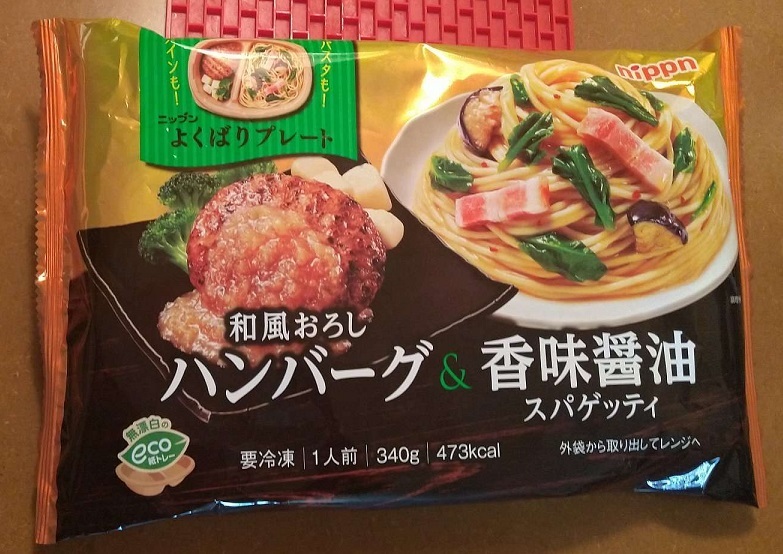 メインも!
パスタも!
nippn
ニップン
よくばりプレート
和風おろし
ハンバーグ & 香味醤油
スパゲッティ
無漂白の
eco
紙トレー
要冷凍 | 1人前 | 340g | 473kcal
外袋から取り出してレンジへ